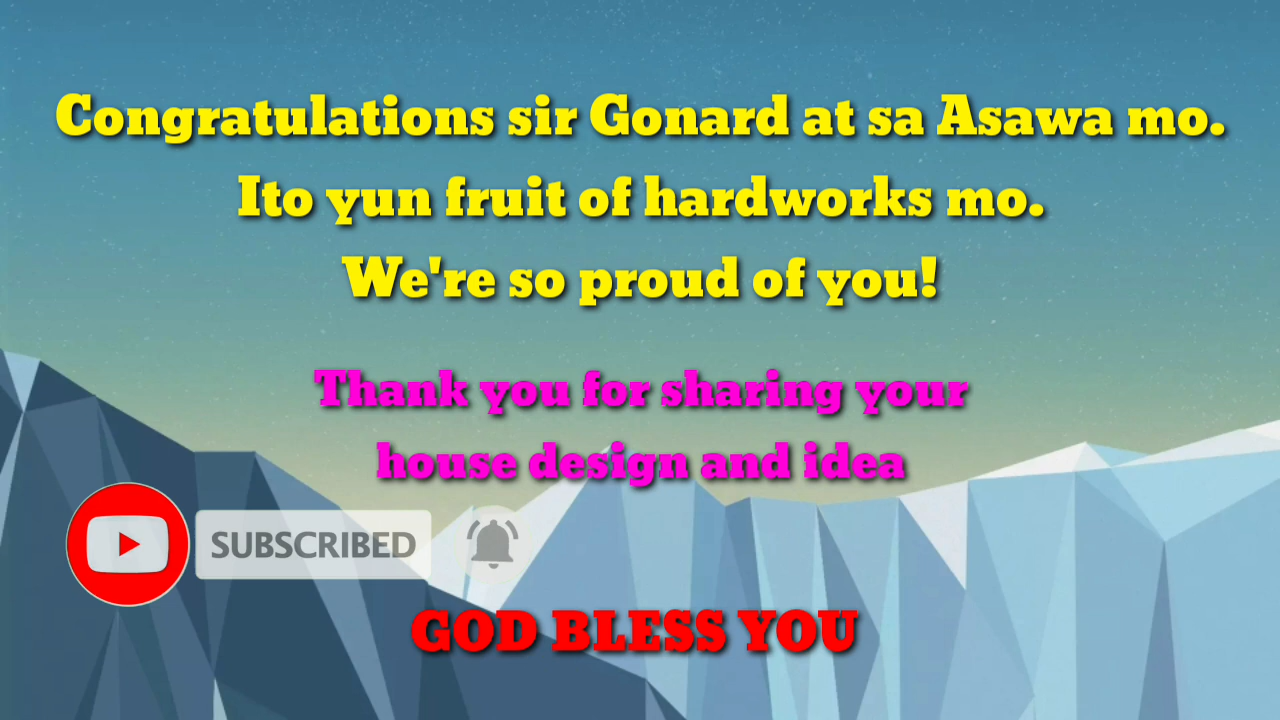 Congratulations sir Gonard at sa Asawa mo.
Ito yun fruit of hardworks mo.
We're so proud of you!
Thank you for sharing your
house design and idea
SUBSCRIBED
GOD BLESS YOU